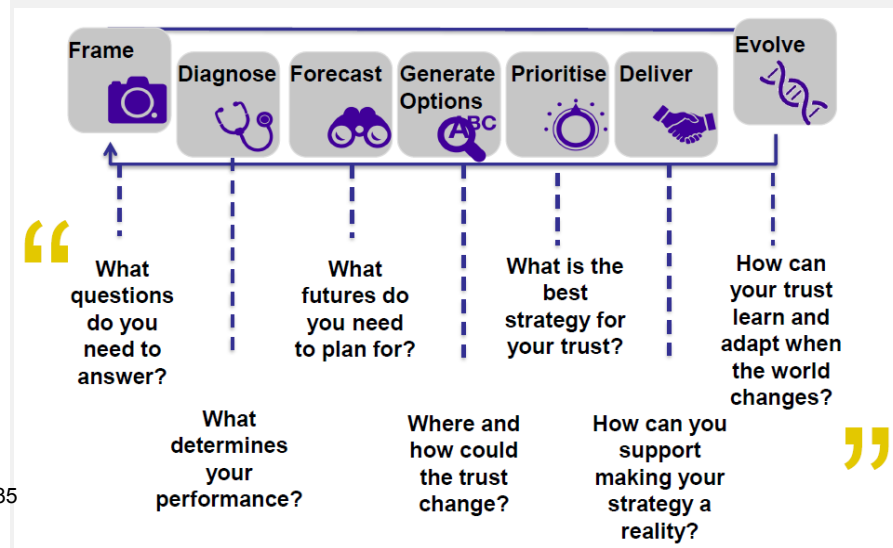 Frame
Diagnose
Forecast
Generate
Options
ABC
Prioritise
Deliver
Evolve
“
What
questions
do you
need to
answer?
What
determines
your
performance?
What
futures do
you need
to plan for?
Where and
how could
the trust
change?
What is the
best
strategy for
your trust?
How can you
support
making your
strategy a
reality?
How can
your trust
learn and
adapt when
the world
changes?
”
35